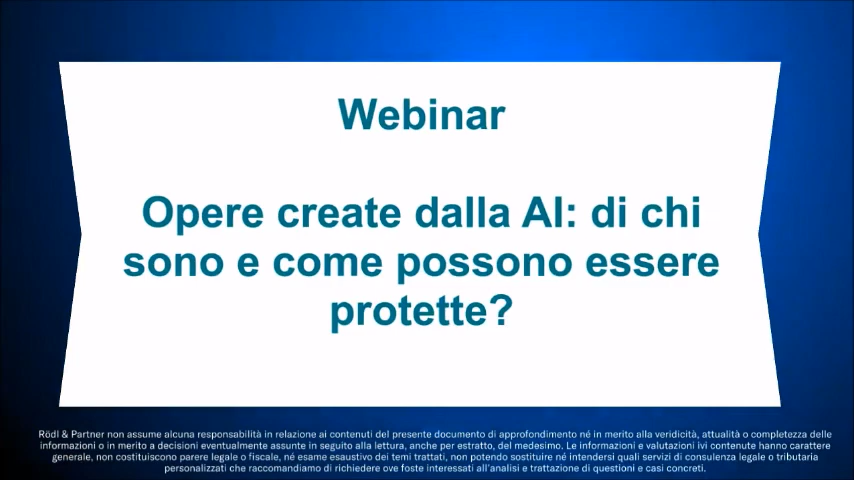 Webinar
Opere create dalla AI: di chi
sono e come possono essere
protette?
Rödl & Partner non assume alcuna responsabilità in relazione ai contenuti del presente documento di approfondimento né in merito alla veridicità, attualità o completezza delle
informazioni o in merito a decisioni eventualmente assunte in seguito alla lettura, anche per estratto, del medesimo. Le informazioni e valutazioni ivi contenute hanno carattere
generale, non costituiscono parere legale o fiscale, né esame esaustivo dei temi trattati, non potendo sostituire né intendersi quali servizi di consulenza legale o tributaria
personalizzati che raccomandiamo di richiedere ove foste interessati all'analisi e trattazione di questioni e casi concreti.